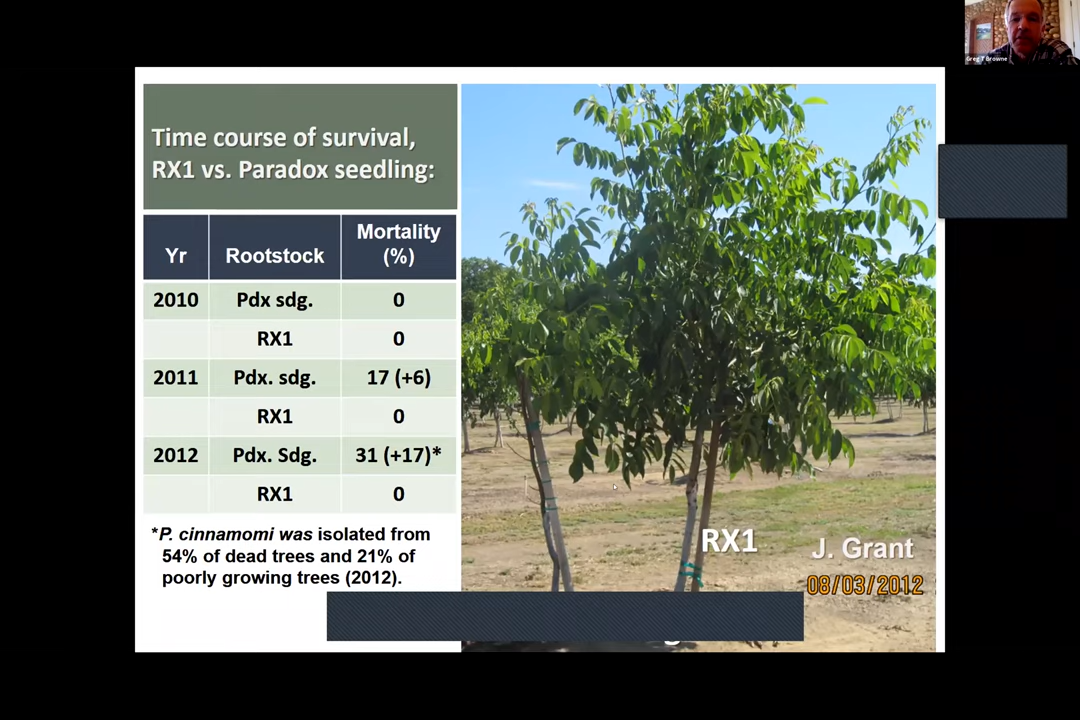 Greg T Browne
Time course of survival,
RX1 vs. Paradox seedling:
Yr Rootstock Mortality (%)
2010 Pdx sdg. 0
RX1 0
2011 Pdx. sdg. 17 (+6)
RX1 0
2012 Pdx. Sdg. 31 (+17)*
RX1 0
*P. cinnamomi was isolated from
54% of dead trees and 21% of
poorly growing trees (2012).
RX1
J. Grant
08/03/2012